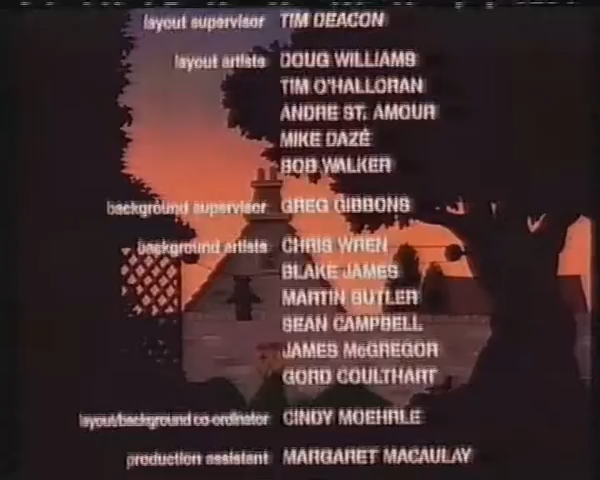 layout supervisor TIM DEACON
layout artists DOUG WILLIAMS
TIM O'HALLORAN
ANDRE ST. AMOUR
MIKE DAZÉ
BOB WALKER
background supervisor GREG GIBBONS
background artists CHRIS WREN
BLAKE JAMES
MARTIN BUTLER
SEAN CAMPBELL
JAMES McGREGOR
GORD COULTHART
layout/background co-ordinator CINDY MOEHRLE
production assistant MARGARET MACAULAY